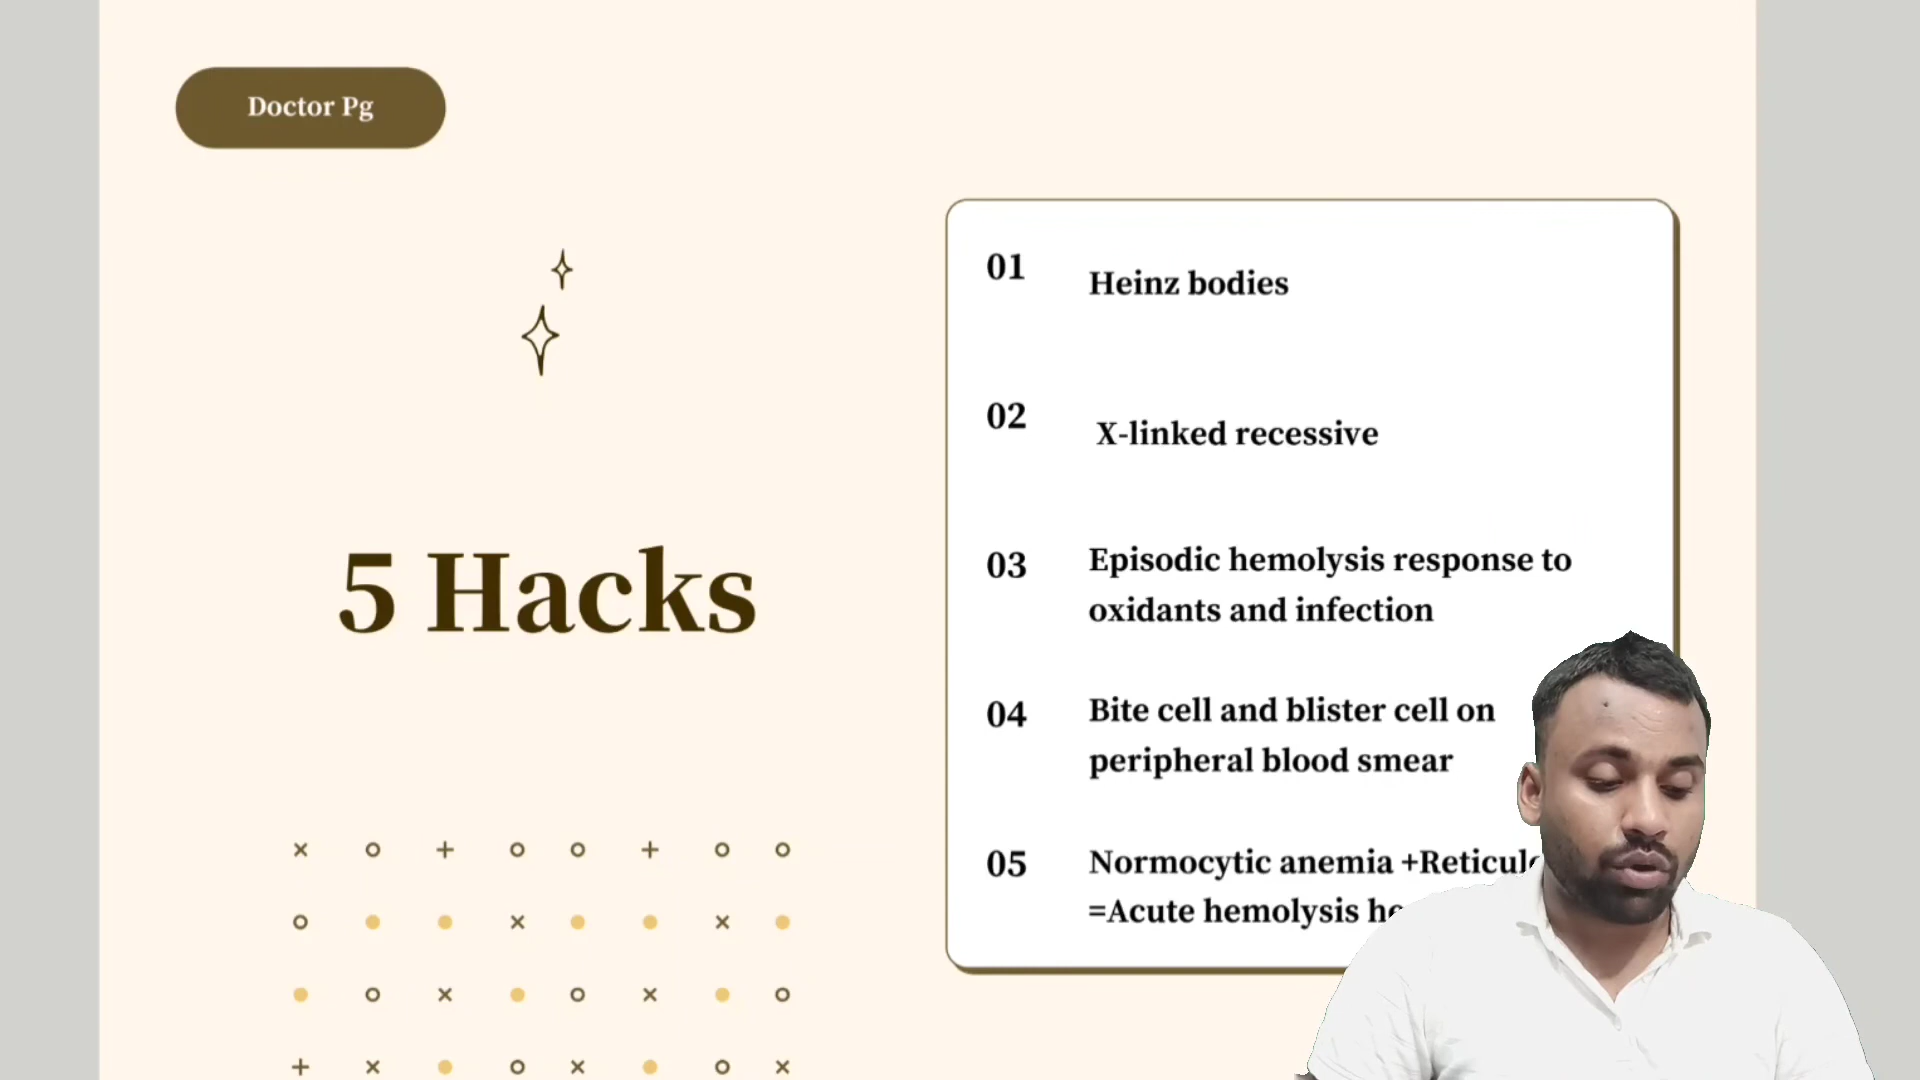 Doctor Pg
5 Hacks
01
Heinz bodies
02
X-linked recessive
03
Episodic hemolysis response to
oxidants and infection
04
Bite cell and blister cell on
peripheral blood smear
05
Normocytic anemia
=Acute hemolysis